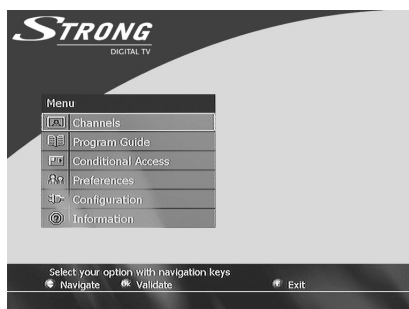 STRONG
DIGITAL TV
Menu
Channels
Program Guide
Conditional Access
Preferences
Configuration
Information
Select your option with navigation keys
Navigate OK Validate Exit